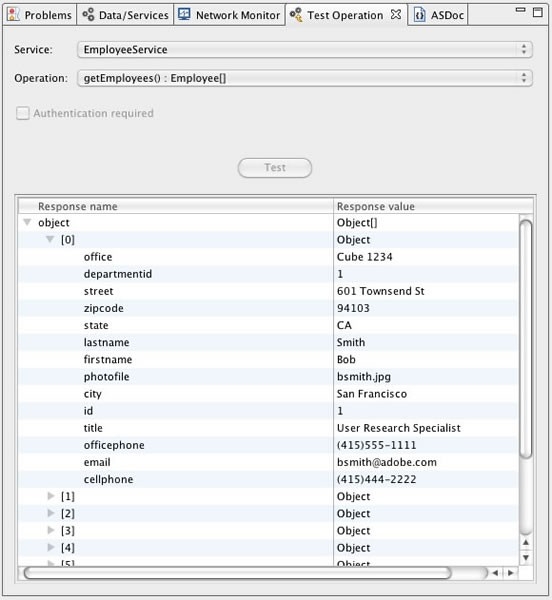 Problems Data/Services Network Monitor Test Operation ASDoc
Service: EmployeeService
Operation: getEmployees() : Employee[]
Authentication required
Test
Response name Response value
object Object[]
[0] Object
office Cube 1234
departmentid 1
street 601 Townsend St
zipcode 94103
state CA
lastname Smith
firstname Bob
photofile bsmith.jpg
city San Francisco
id 1
title User Research Specialist
officephone (415)555-1111
email bsmith@adobe.com
cellphone (415)444-2222
[1] Object
[2] Object
[3] Object
[4] Object
[5] Object